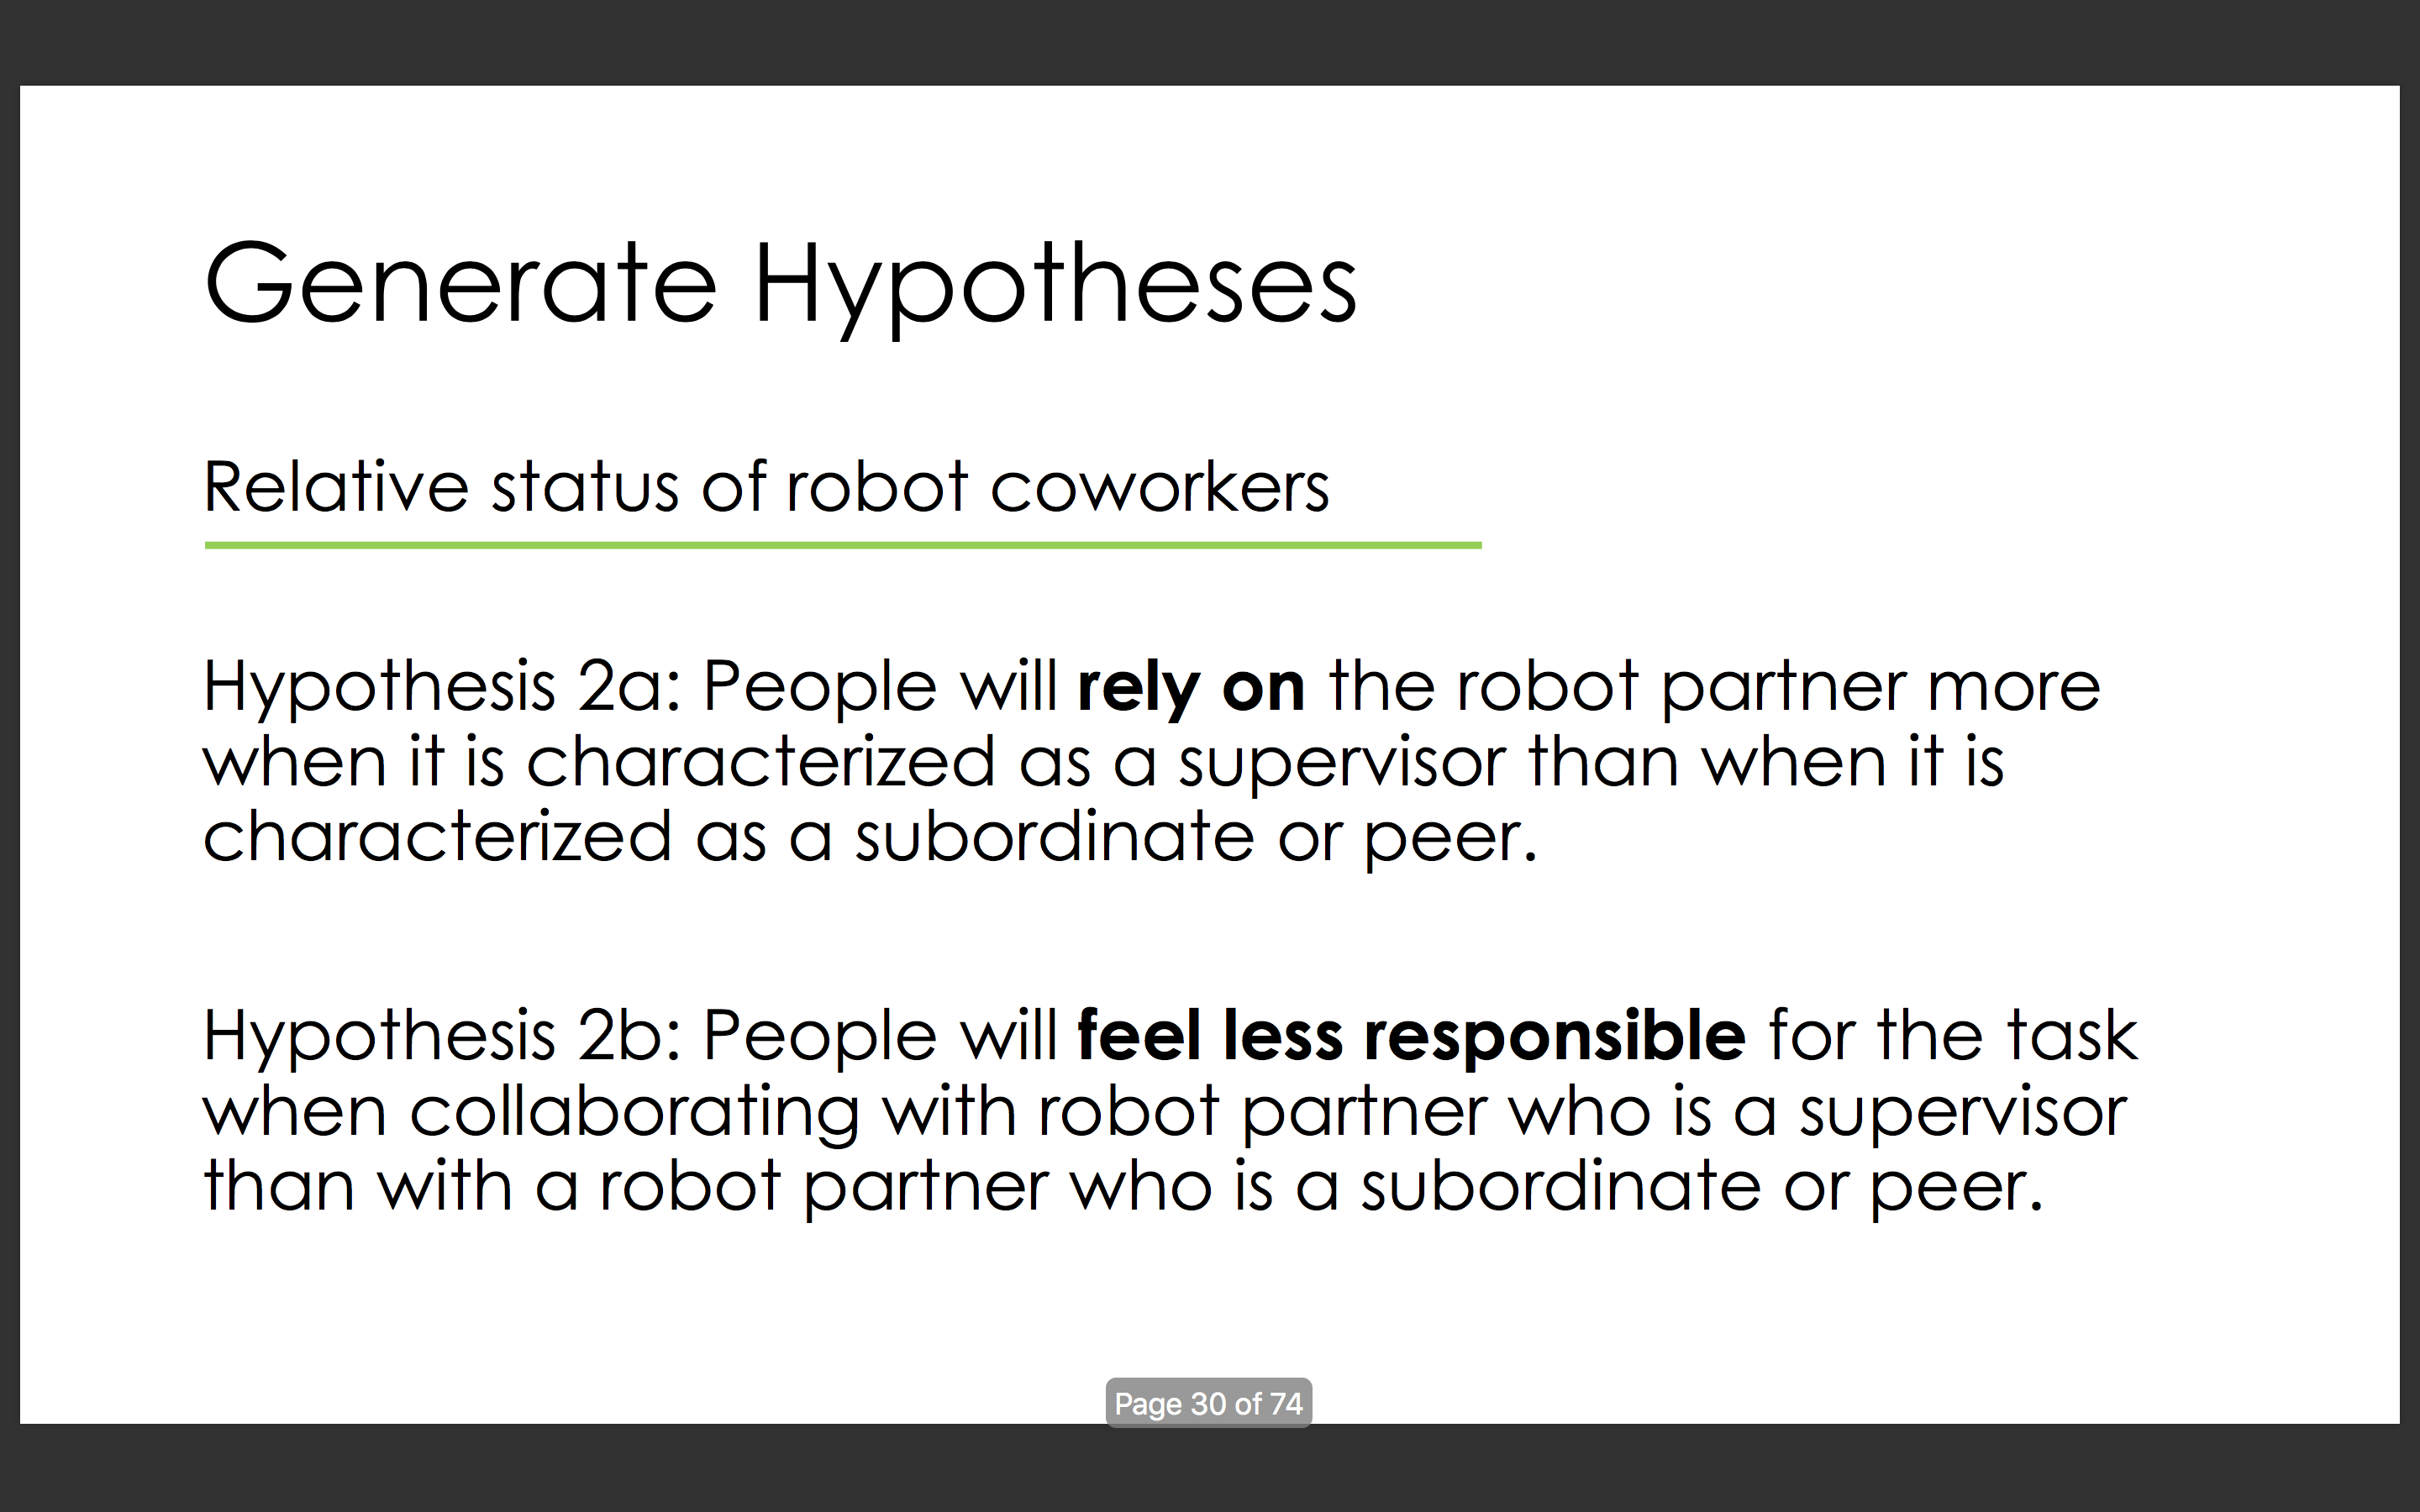 Generate Hypotheses
Relative status of robot coworkers
Hypothesis 2a: People will rely on the robot partner more
when it is characterized as a supervisor than when it is
characterized as a subordinate or peer.
Hypothesis 2b: People will feel less responsible for the task
when collaborating with robot partner who is a supervisor
than with a robot partner who is a subordinate or peer.
Page 30 of 74